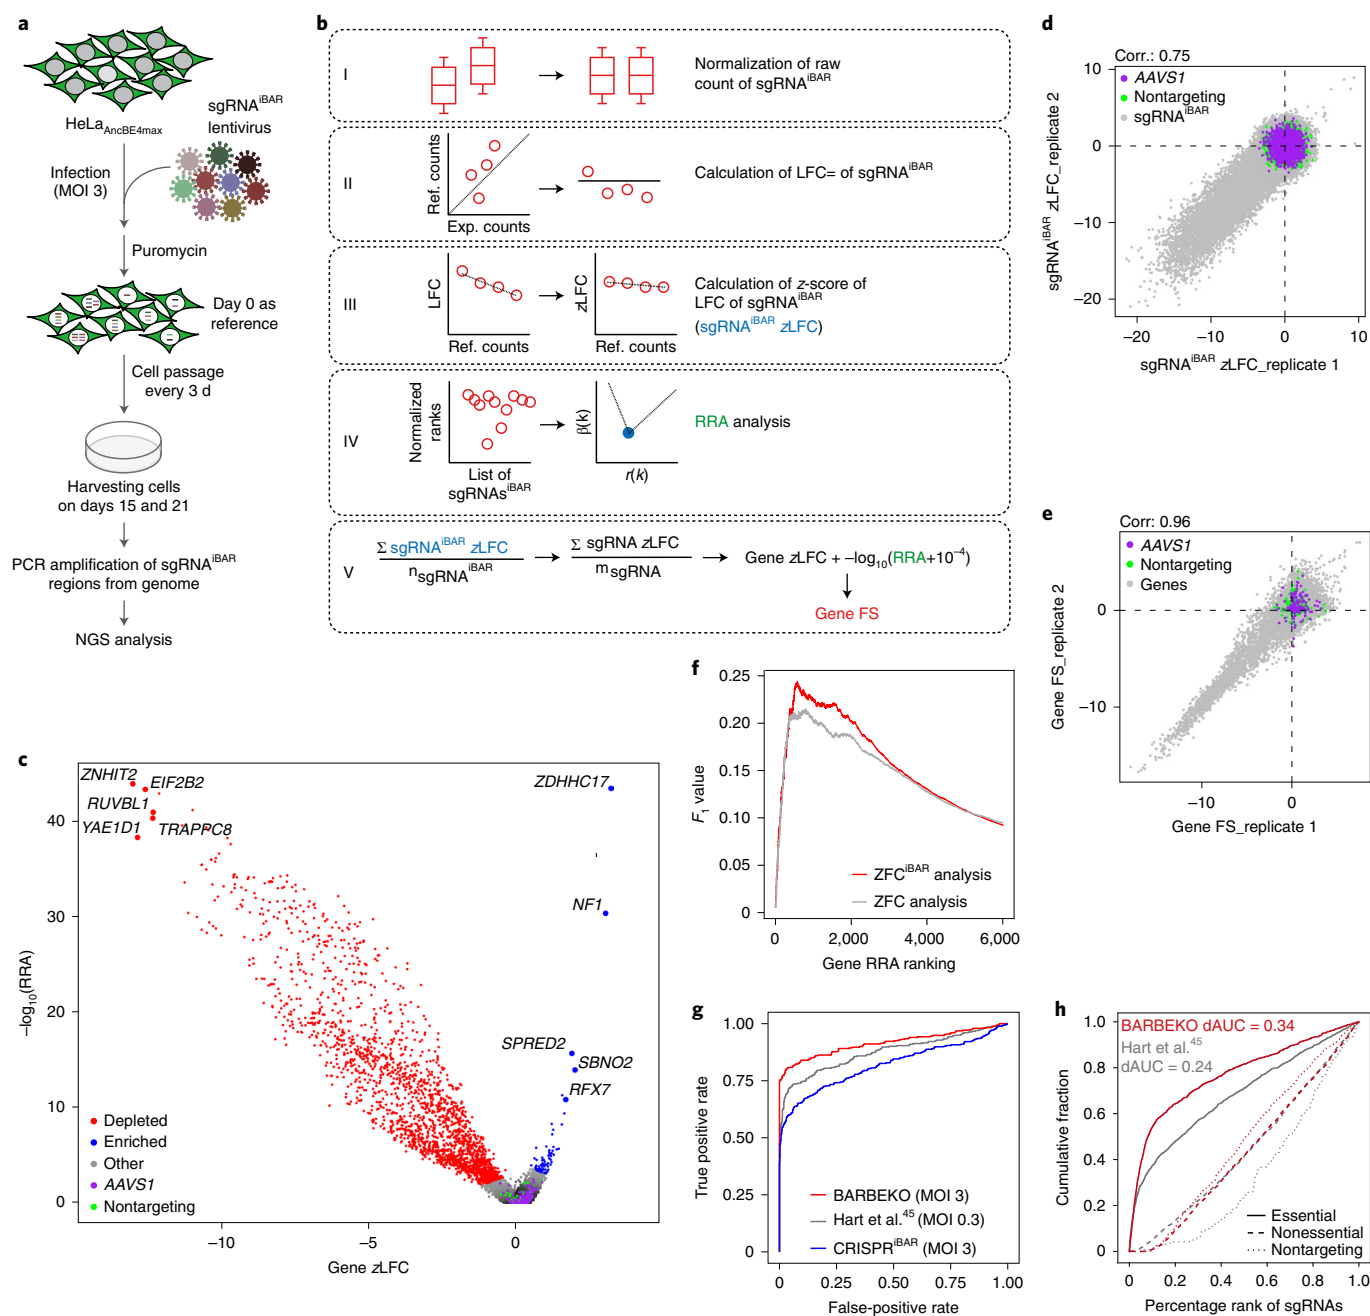 a
HeLaAncBE4max
sgRNAiBAR
lentivirus
Infection
(MOI 3)
Puromycin
Day 0 as
reference
Cell passage
every 3 d
Harvesting cells
on days 15 and 21
PCR amplification of sgRNAiBAR
regions from genome
NGS analysis
b
I
Normalization of raw
count of sgRNAiBAR
II
Ref. counts
Exp. counts
Calculation of LFC= of sgRNAiBAR
III
LFC
Ref. counts
zLFC
Ref. counts
Calculation of z-score of
LFC of sgRNAiBAR
(sgRNAiBAR zLFC)
IV
Normalized
ranks
List of
sgRNAsiBAR
β(k)
r(k)
RRA analysis
V
Σ sgRNAiBAR zLFC
nsgRNAiBAR
Σ sgRNA zLFC
msgRNA
Gene zLFC + −log10(RRA+10−4)
Gene FS
c
ZNHIT2
EIF2B2
RUVBL1
YAE1D1
TRAPPC8
ZDHHC17
NF1
SPRED2
SBNO2
RFX7
−log10(RRA)
40
30
20
10
0
Depleted
Enriched
Other
AAVS1
Nontargeting
−10
−5
0
Gene zLFC
d
Corr.: 0.75
AAVS1
Nontargeting
sgRNAiBAR
sgRNAiBAR zLFC_replicate 2
10
0
−10
−20
−20
−10
0
10
sgRNAiBAR zLFC_replicate 1
e
Corr: 0.96
AAVS1
Nontargeting
Genes
Gene FS_replicate 2
0
−10
−10
0
Gene FS_replicate 1
f
F1 value
0.25
0.20
0.15
0.10
0.05
0
ZFCiBAR analysis
ZFC analysis
0
2,000
4,000
6,000
Gene RRA ranking
g
True positive rate
1.00
0.75
0.50
0.25
0
BARBEKO (MOI 3)
Hart et al.45 (MOI 0.3)
CRISPRiBAR (MOI 3)
0
0.25
0.50
0.75
1.00
False-positive rate
h
BARBEKO dAUC = 0.34
Hart et al.45
dAUC = 0.24
Cumulative fraction
1.0
0.8
0.6
0.4
0.2
0
Essential
Nonessential
Nontargeting
0
0.2
0.4
0.6
0.8
1.0
Percentage rank of sgRNAs